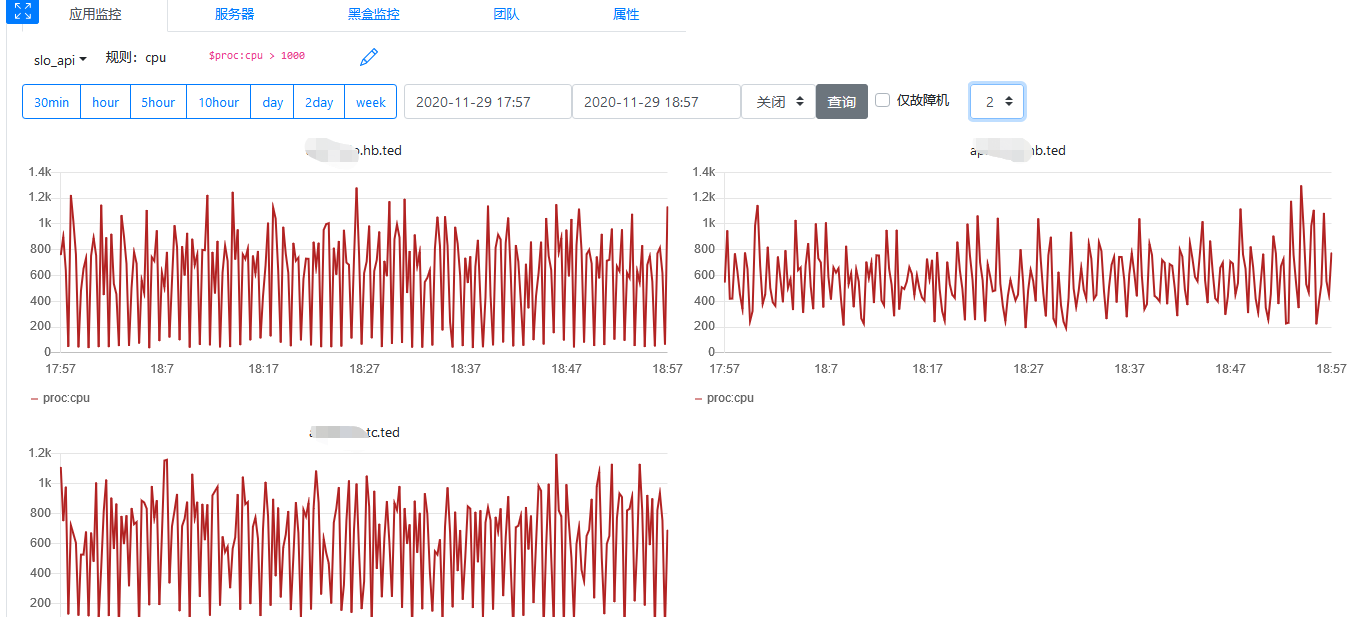 应用监控 服务器 黑盒监控 团队 属性
slo_api 规则：cpu $proc:cpu > 1000
30min hour 5hour 10hour day 2day week 2020-11-29 17:57 2020-11-29 18:57 关闭 查询 仅故障机 2
.hb.ted
1.4k
1.2k
1k
800
600
400
200
0
17:57 18:7 18:17 18:27 18:37 18:47 18:57
proc:cpu
b.ted
1.4k
1.2k
1k
800
600
400
200
0
17:57 18:7 18:17 18:27 18:37 18:47 18:57
proc:cpu
tc.ted
1.2k
1k
800
600
400
200